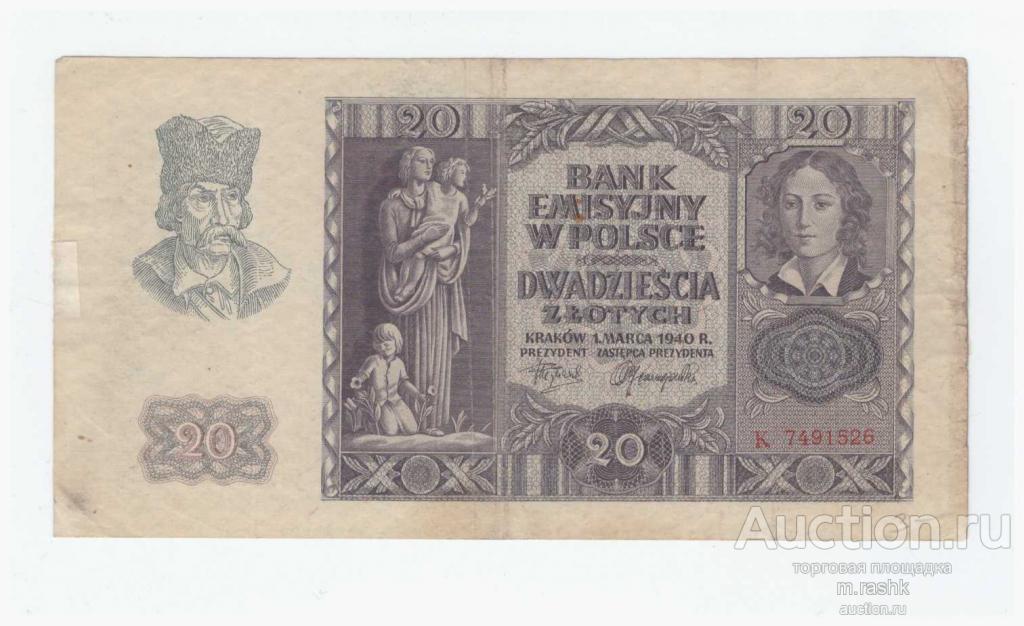 20 20
BANK
EMISYJNY
W POLSCE
DWADZIEŚCIA
ZŁOTYCH
KRAKÓW 1. MARCA 1940 R.
PREZYDENT ZASTĘPCA PREZYDENTA
20
20
K 7491526
Auction.ru
торговая площадка
m.rashk
auction.ru